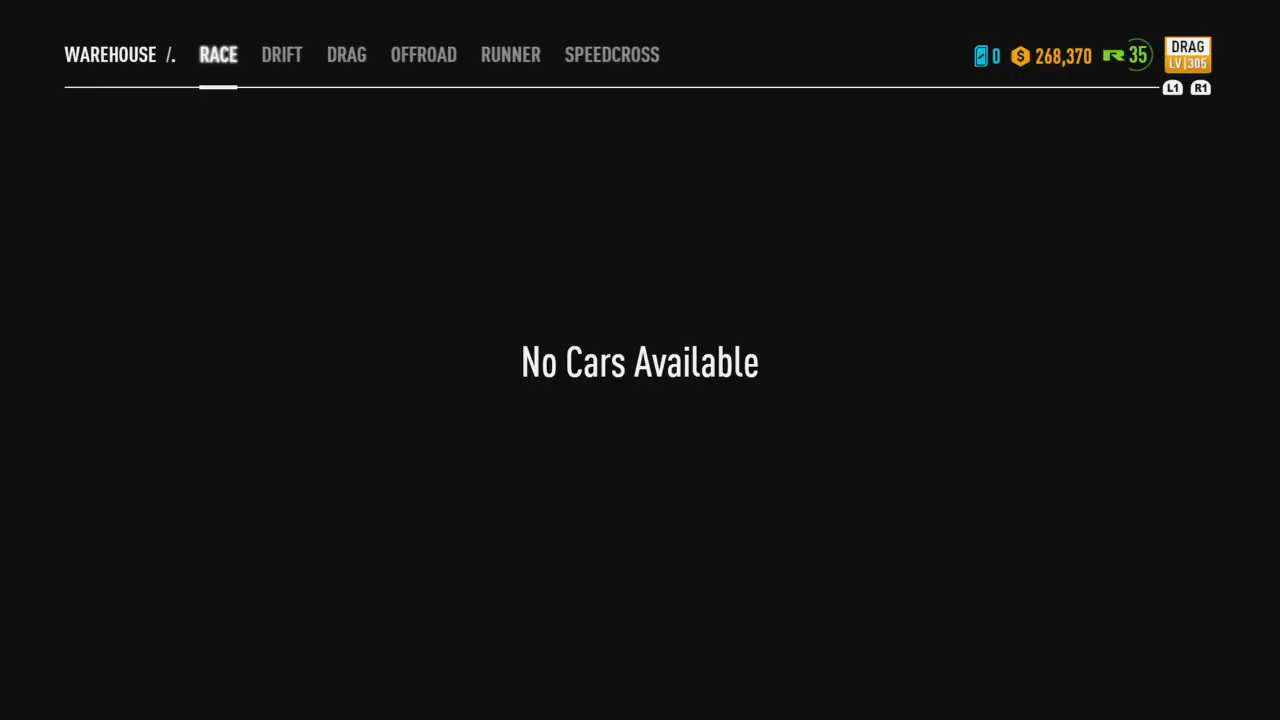 WAREHOUSE /. RACE DRIFT DRAG OFFROAD RUNNER SPEEDCROSS 0 $ 268,370 R 35 DRAG
LV|305
L1 R1
No Cars Available